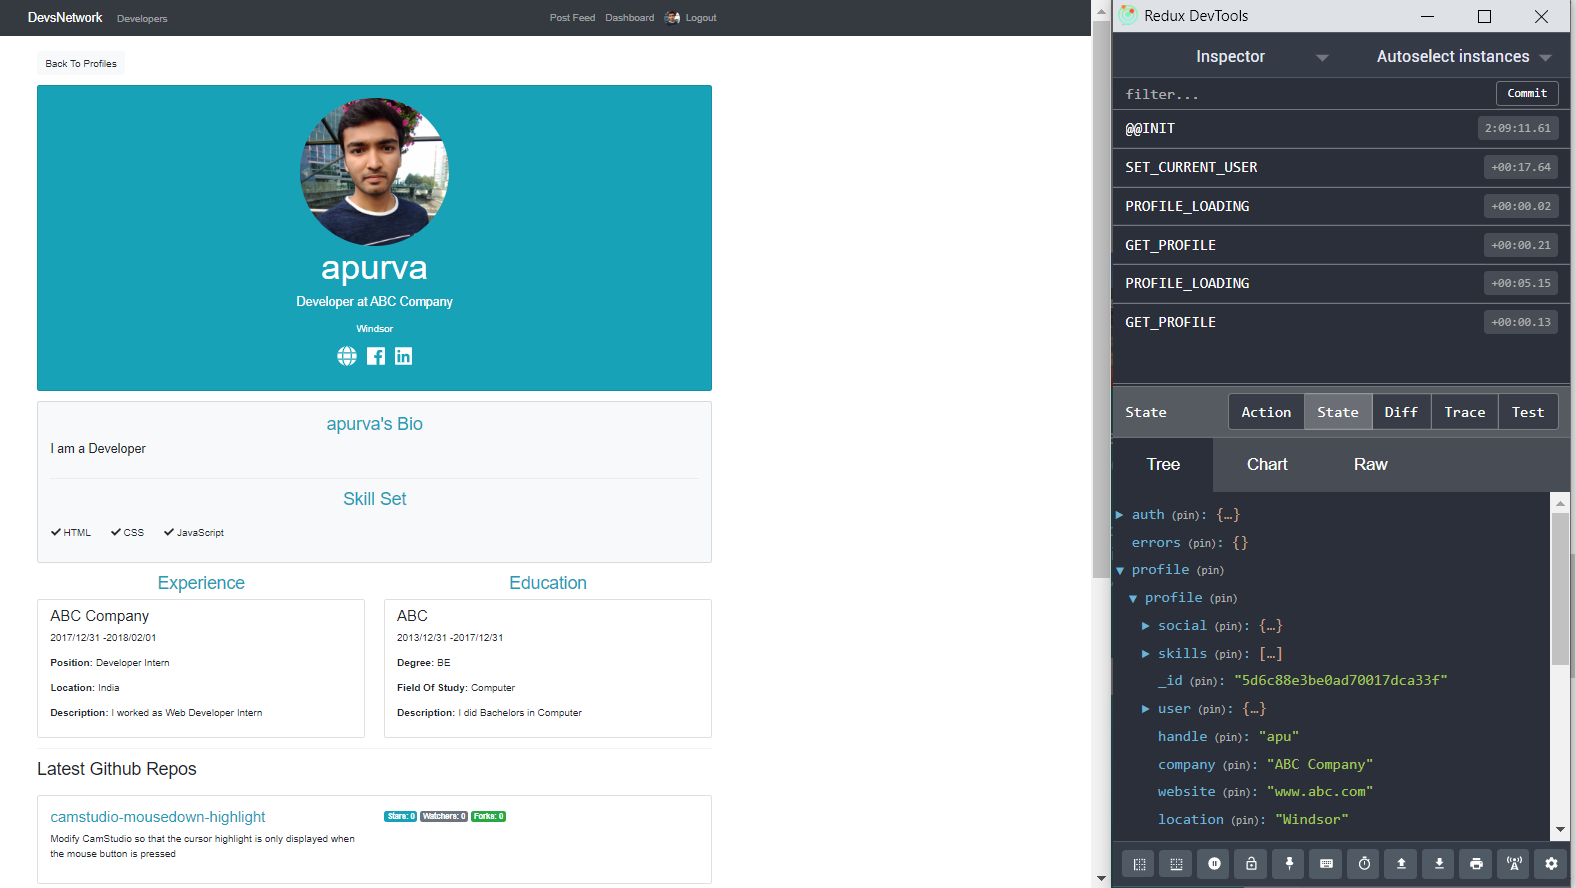 DevsNetwork Developers Post Feed Dashboard Logout
Back To Profiles
apurva
Developer at ABC Company
Windsor
apurva's Bio
I am a Developer
Skill Set
HTML CSS JavaScript
Experience
ABC Company
2017/12/31 -2018/02/01
Position: Developer Intern
Location: India
Description: I worked as Web Developer Intern
Education
ABC
2013/12/31 -2017/12/31
Degree: BE
Field Of Study: Computer
Description: I did Bachelors in Computer
Latest Github Repos
camstudio-mousedown-highlight
Modify CamStudio so that the cursor highlight is only displayed when
the mouse button is pressed
Stars: 0 Watchers: 0 Forks: 0
Redux DevTools
Inspector Autoselect instances
filter... Commit
@@INIT 2:09:11.61
SET_CURRENT_USER +00:17.64
PROFILE_LOADING +00:00.02
GET_PROFILE +00:00.21
PROFILE_LOADING +00:05.15
GET_PROFILE +00:00.13
State Action State Diff Trace Test
Tree Chart Raw
auth (pin): {…}
errors (pin): {}
profile (pin)
profile (pin)
social (pin): {…}
skills (pin): […]
_id (pin): "5d6c88e3be0ad70017dca33f"
user (pin): {…}
handle (pin): "apu"
company (pin): "ABC Company"
website (pin): "www.abc.com"
location (pin): "Windsor"